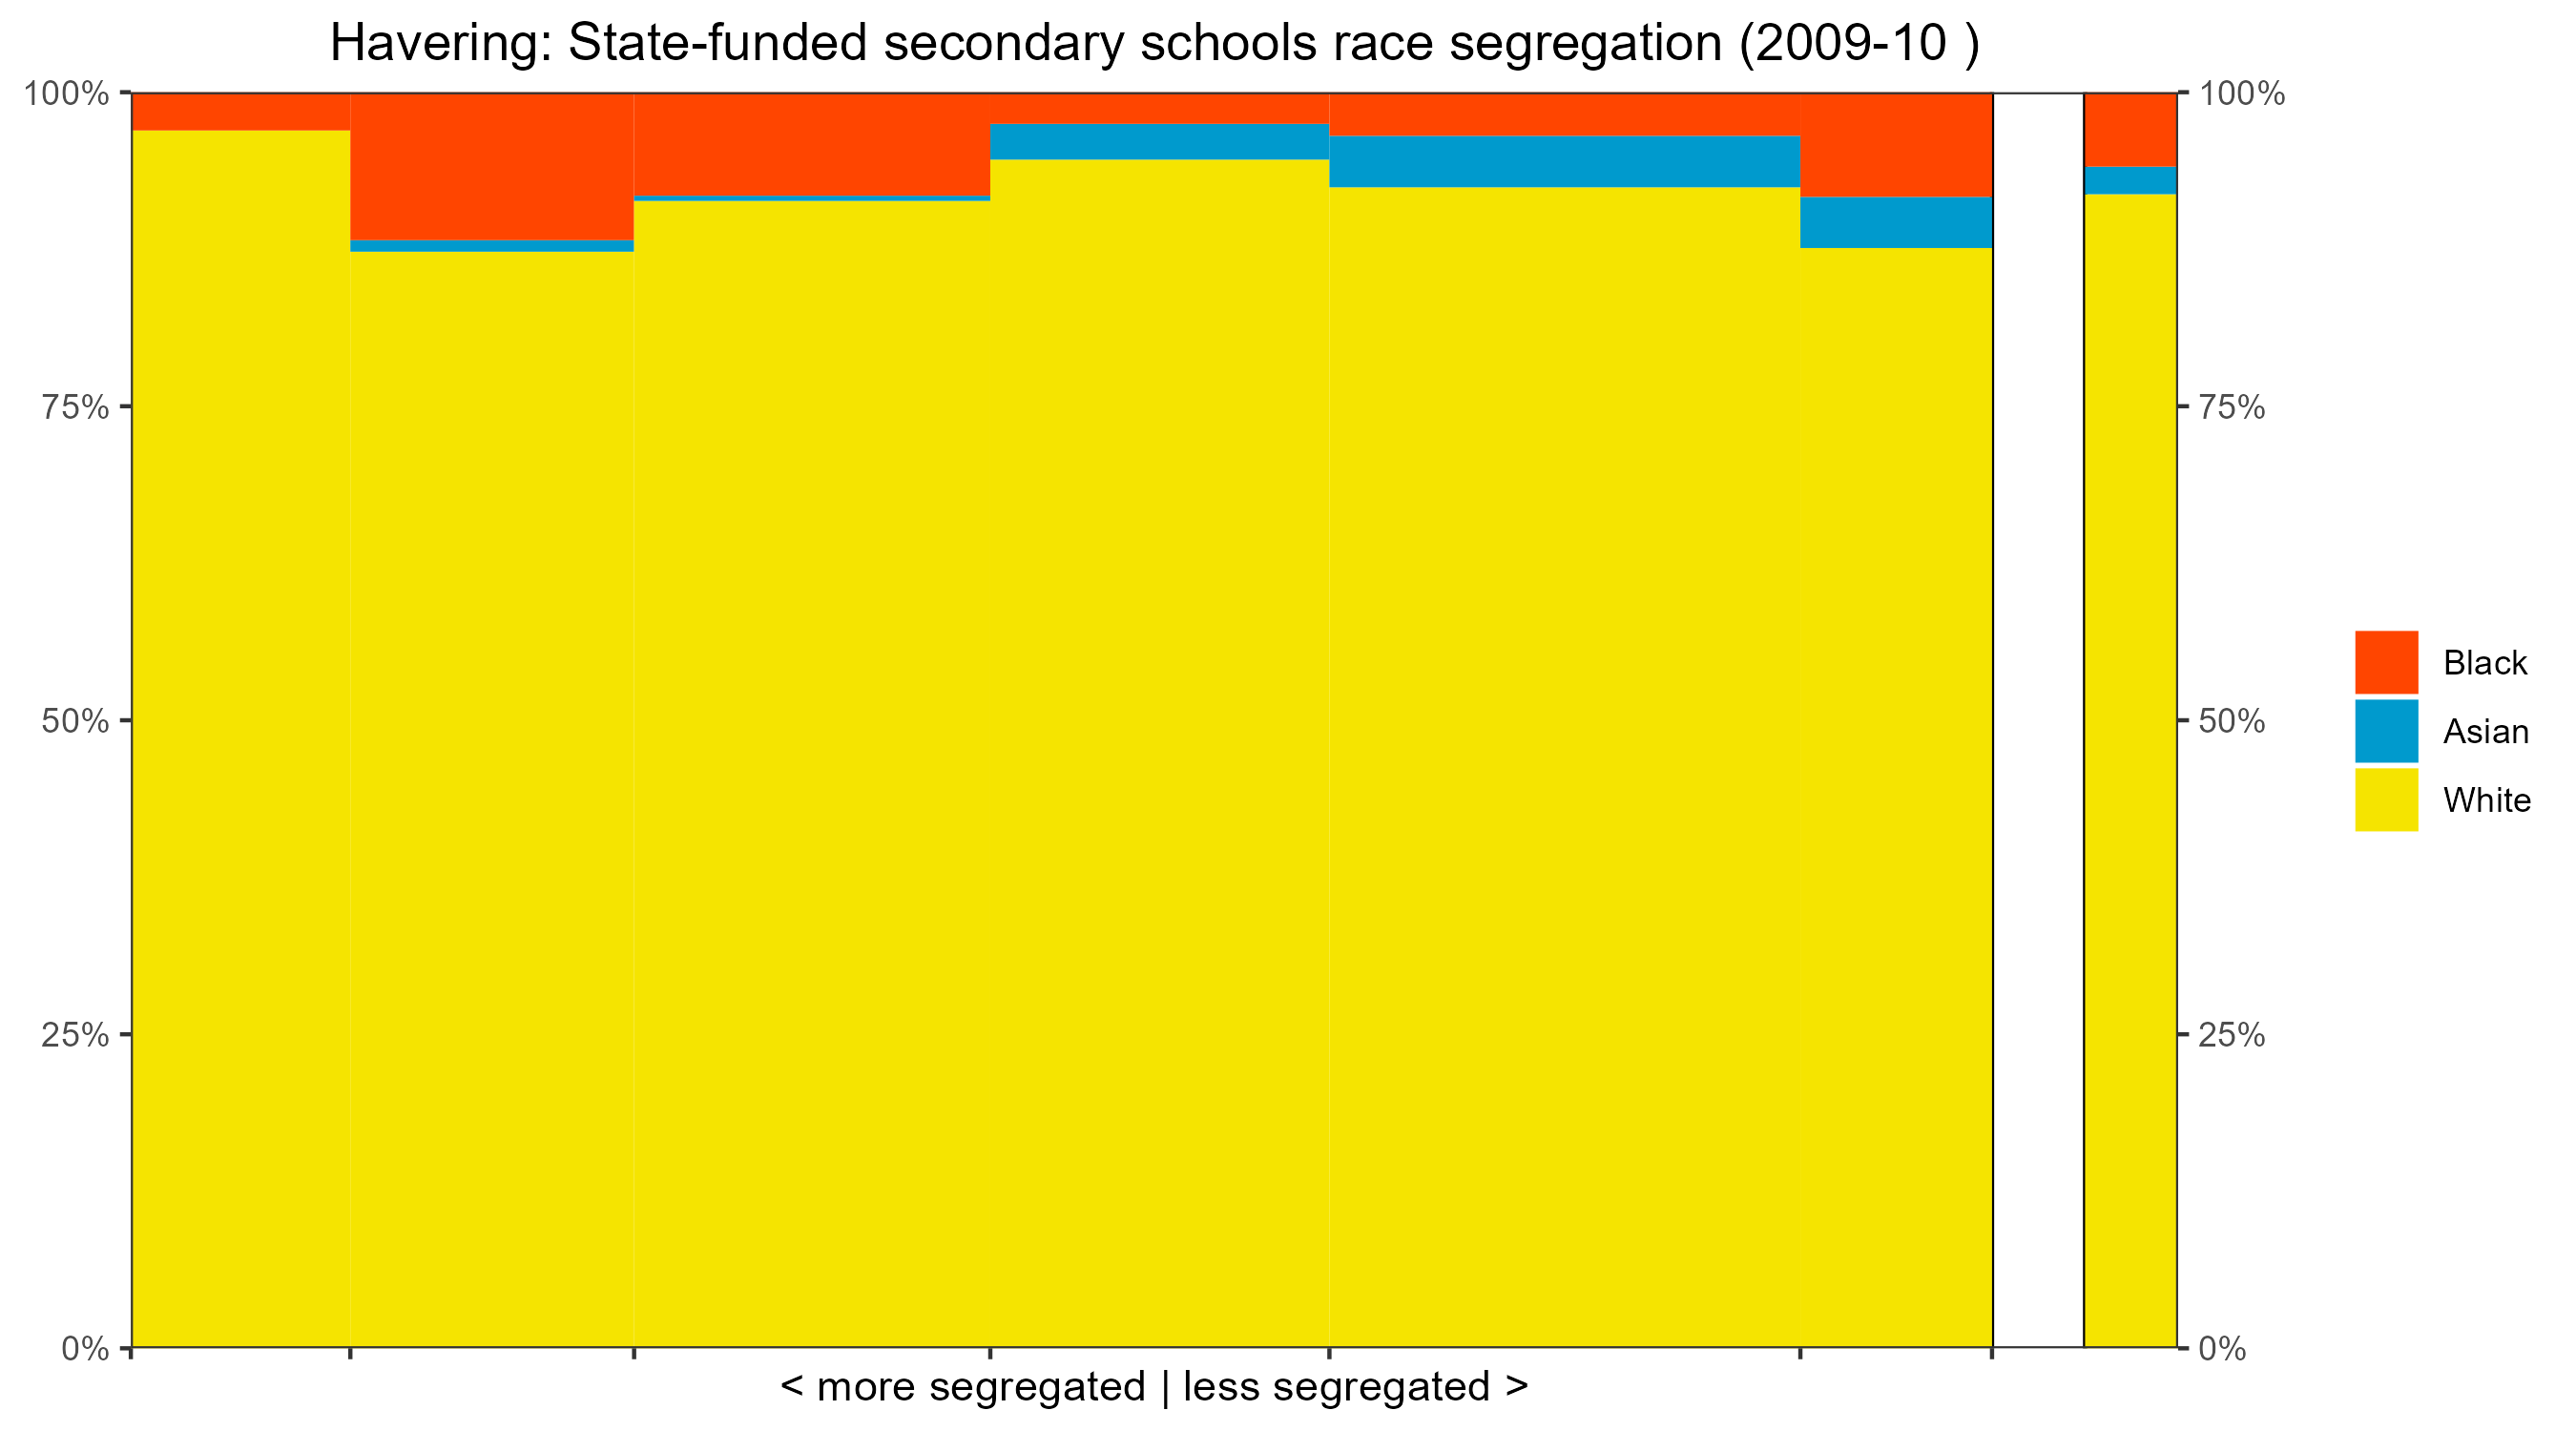 Havering: State-funded secondary schools race segregation (2009-10 )
100%
75%
50%
25%
0%
100%
75%
50%
25%
0%
Black
Asian
White
< more segregated | less segregated >